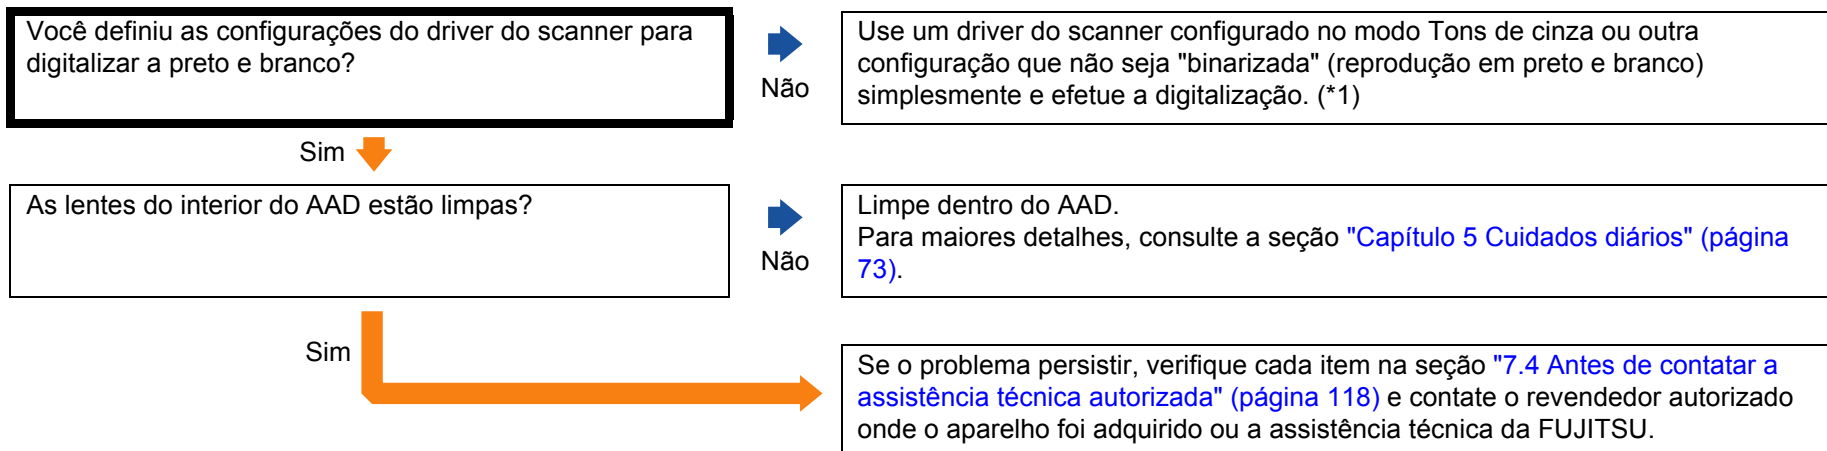 Você definiu as configurações do driver do scanner para
digitalizar a preto e branco?
Não
Use um driver do scanner configurado no modo Tons de cinza ou outra
configuração que não seja "binarizada" (reprodução em preto e branco)
simplesmente e efetue a digitalização. (*1)
Sim
As lentes do interior do AAD estão limpas?
Não
Limpe dentro do AAD.
Para maiores detalhes, consulte a seção "Capítulo 5 Cuidados diários" (página
73).
Sim
Se o problema persistir, verifique cada item na seção "7.4 Antes de contatar a
assistência técnica autorizada" (página 118) e contate o revendedor autorizado
onde o aparelho foi adquirido ou a assistência técnica da FUJITSU.